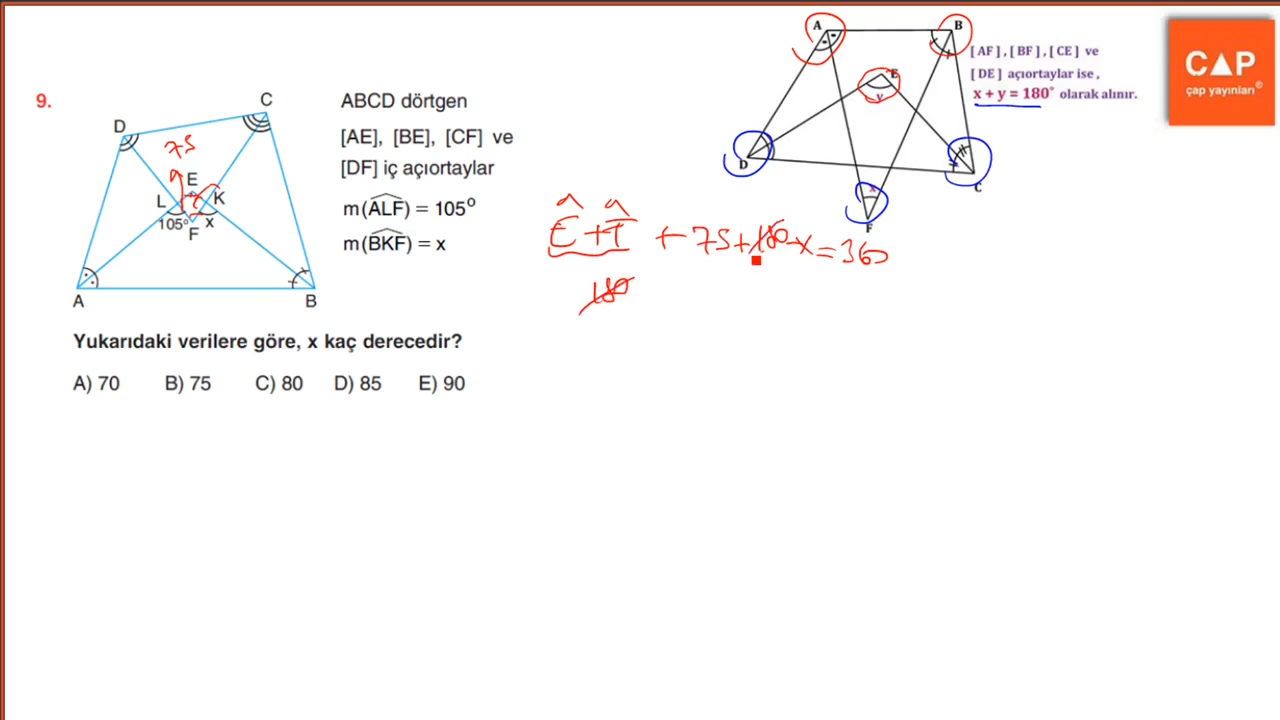 9.
D
C
75
E
L
K
105°
x
F
A
B
ABCD dörtgen
[AE], [BE], [CF] ve
[DF] iç açıortaylar
m(ALF) = 105°
m(BKF) = x
Yukarıdaki verilere göre, x kaç derecedir?
A) 70 B) 75 C) 80 D) 85 E) 90
A
B
E
y
D
C
x
F
[AF], [BF], [CE] ve
[DE] açıortaylar ise,
x + y = 180° olarak alınır.
+ 75 + 180 - x = 360
180
CAP
çap yayınları®